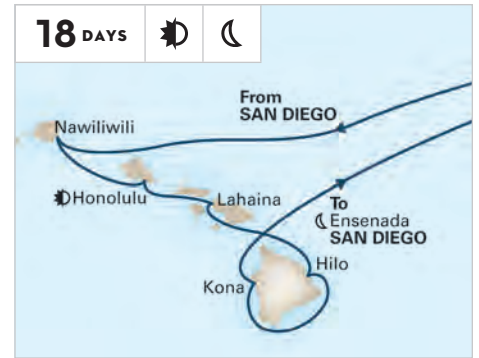 18 DAYS
From
SAN DIEGO
Nawiliwili
Honolulu
Lahaina
To
Ensenada
SAN DIEGO
Hilo
Kona